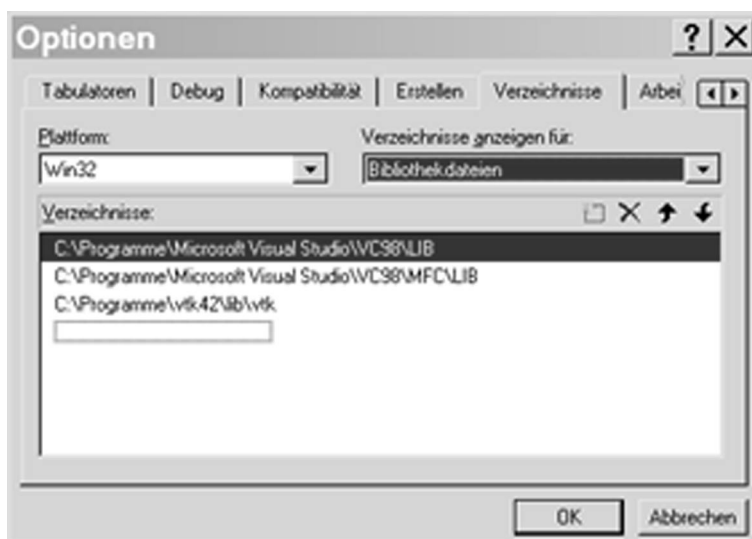 Optionen
Tabulatoren Debug Kompatibilität Erstellen Verzeichnisse Arbei
Plattform: Verzeichnisse anzeigen für:
Win32 Bibliothekdateien
Verzeichnisse:
C:\Programme\Microsoft Visual Studio\VC98\LIB
C:\Programme\Microsoft Visual Studio\VC98\MFC\LIB
C:\Programme\vtk42\lib\vtk
OK Abbrechen